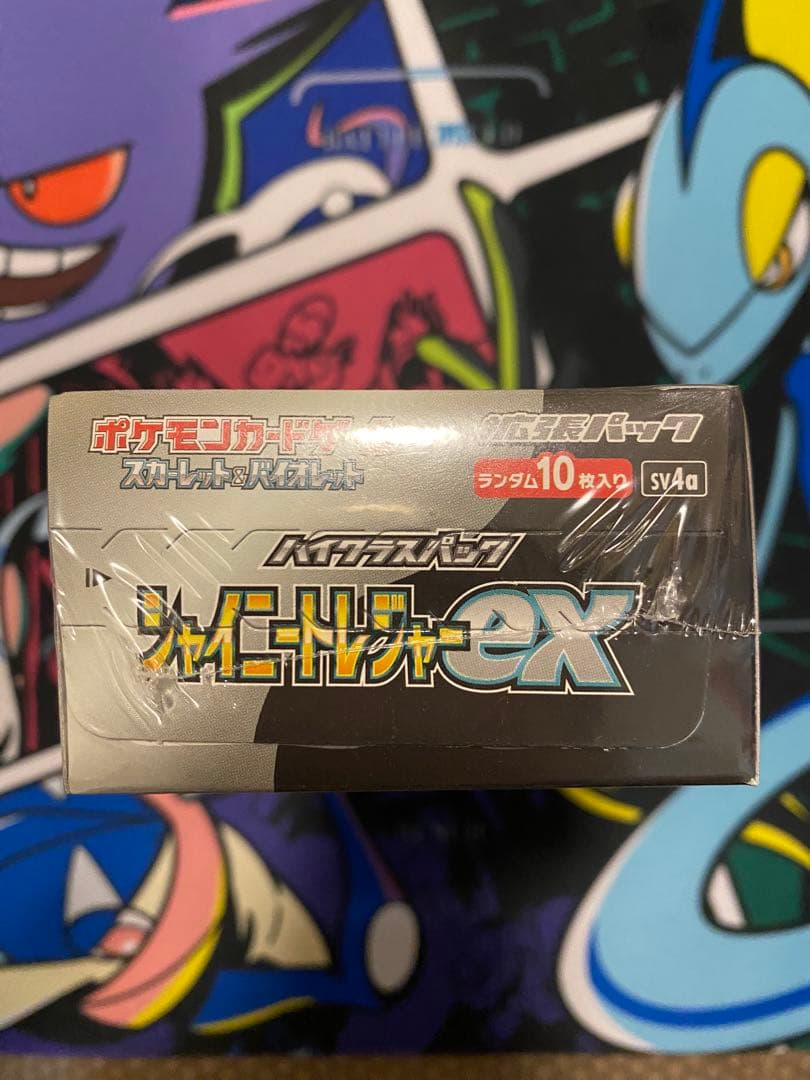 ポケモンカードゲーム 拡張パック
スカーレット&バイオレット
ランダム10枚入り sv4a
ハイクラスパック
シャイニートレジャーex